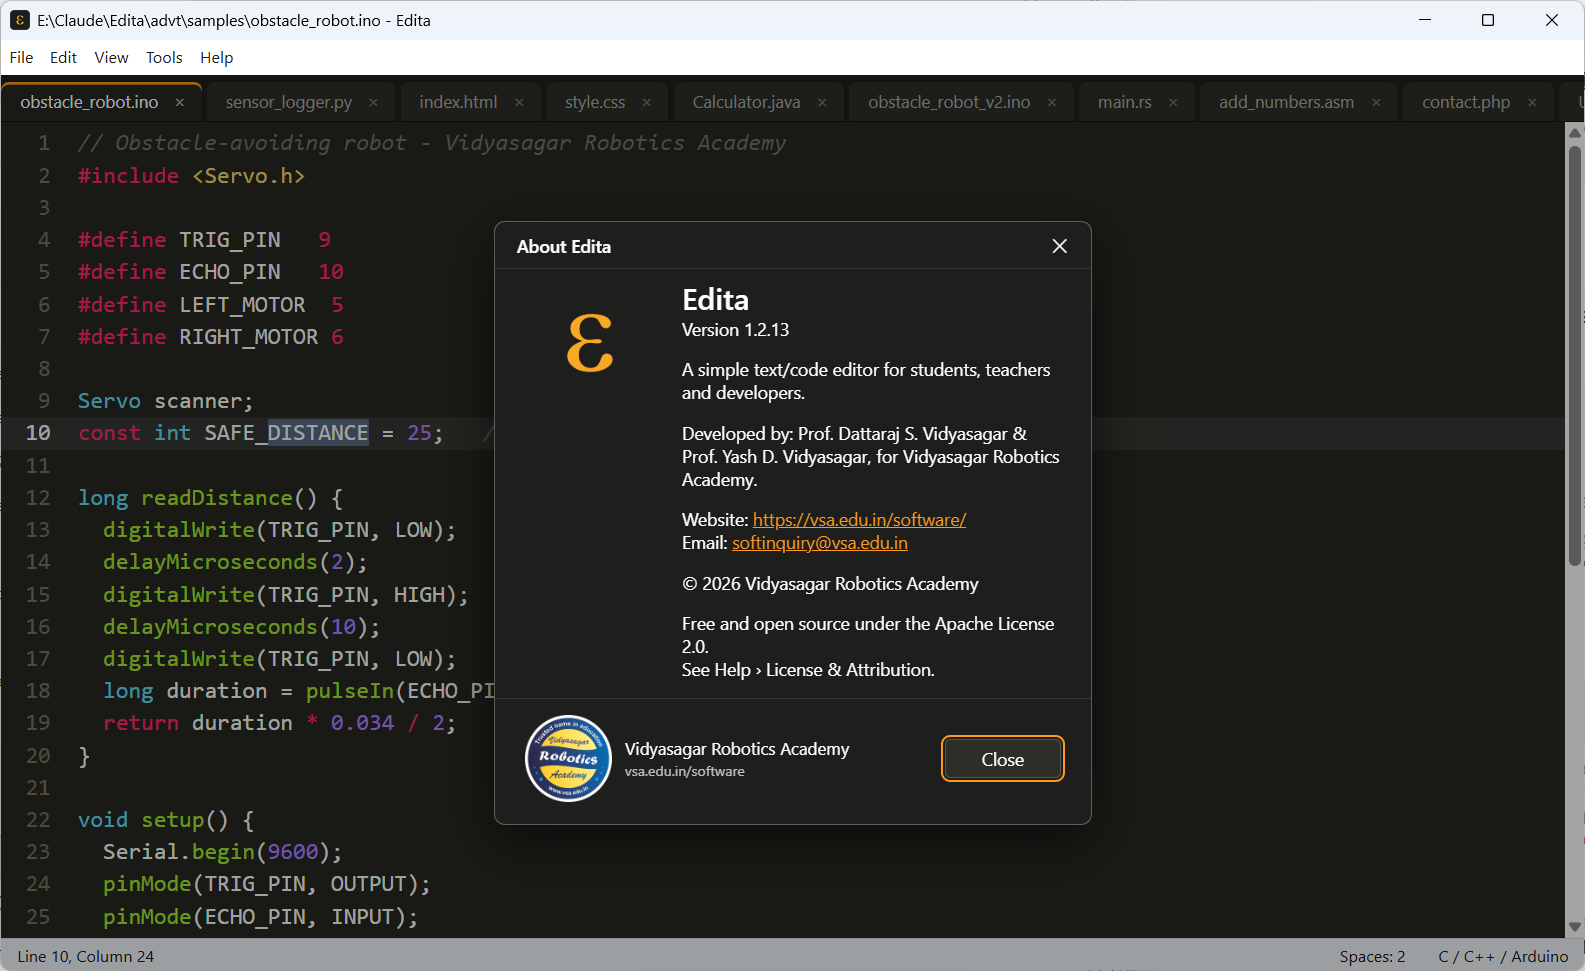 ε E:\Claude\Edita\advt\samples\obstacle_robot.ino - Edita
File Edit View Tools Help
obstacle_robot.ino × sensor_logger.py × index.html × style.css × Calculator.java × obstacle_robot_v2.ino × main.rs × add_numbers.asm × contact.php ×
1 // Obstacle-avoiding robot - Vidyasagar Robotics Academy
2 #include <Servo.h>
3
4 #define TRIG_PIN   9
5 #define ECHO_PIN   10
6 #define LEFT_MOTOR  5
7 #define RIGHT_MOTOR 6
8
9 Servo scanner;
10 const int SAFE_DISTANCE = 25;   /
11
12 long readDistance() {
13   digitalWrite(TRIG_PIN, LOW);
14   delayMicroseconds(2);
15   digitalWrite(TRIG_PIN, HIGH);
16   delayMicroseconds(10);
17   digitalWrite(TRIG_PIN, LOW);
18   long duration = pulseIn(ECHO_PI
19   return duration * 0.034 / 2;
20 }
21
22 void setup() {
23   Serial.begin(9600);
24   pinMode(TRIG_PIN, OUTPUT);
25   pinMode(ECHO_PIN, INPUT);
About Edita
ε
Edita
Version 1.2.13
A simple text/code editor for students, teachers
and developers.
Developed by: Prof. Dattaraj S. Vidyasagar &
Prof. Yash D. Vidyasagar, for Vidyasagar Robotics
Academy.
Website: https://vsa.edu.in/software/
Email: softinquiry@vsa.edu.in
© 2026 Vidyasagar Robotics Academy
Free and open source under the Apache License
2.0.
See Help › License & Attribution.
Trusted name in education
Vidyasagar
Robotics
Academy
www.vsa.edu.in
Vidyasagar Robotics Academy
vsa.edu.in/software
Close
Line 10, Column 24
Spaces: 2 C / C++ / Arduino